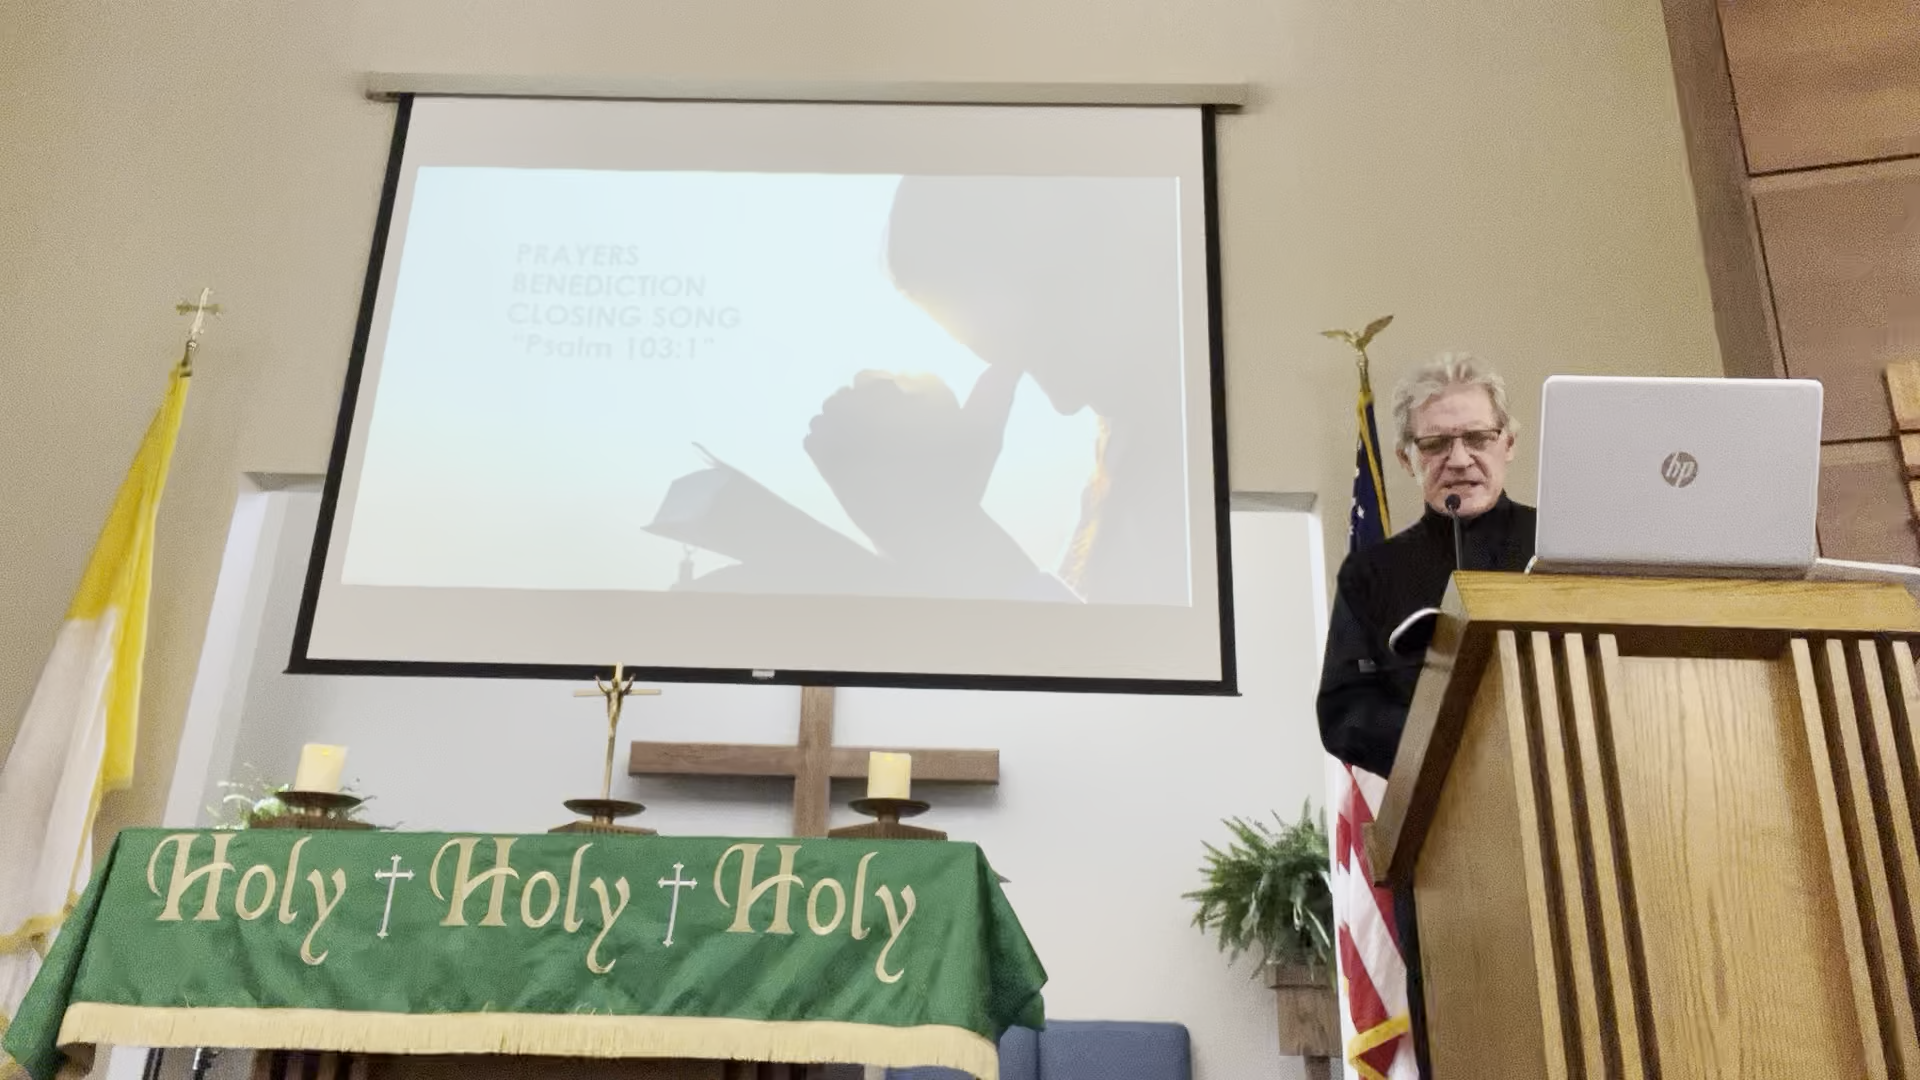 PRAYERS
BENEDICTION
CLOSING SONG
"Psalm 103:1"
hp
Holy Holy Holy